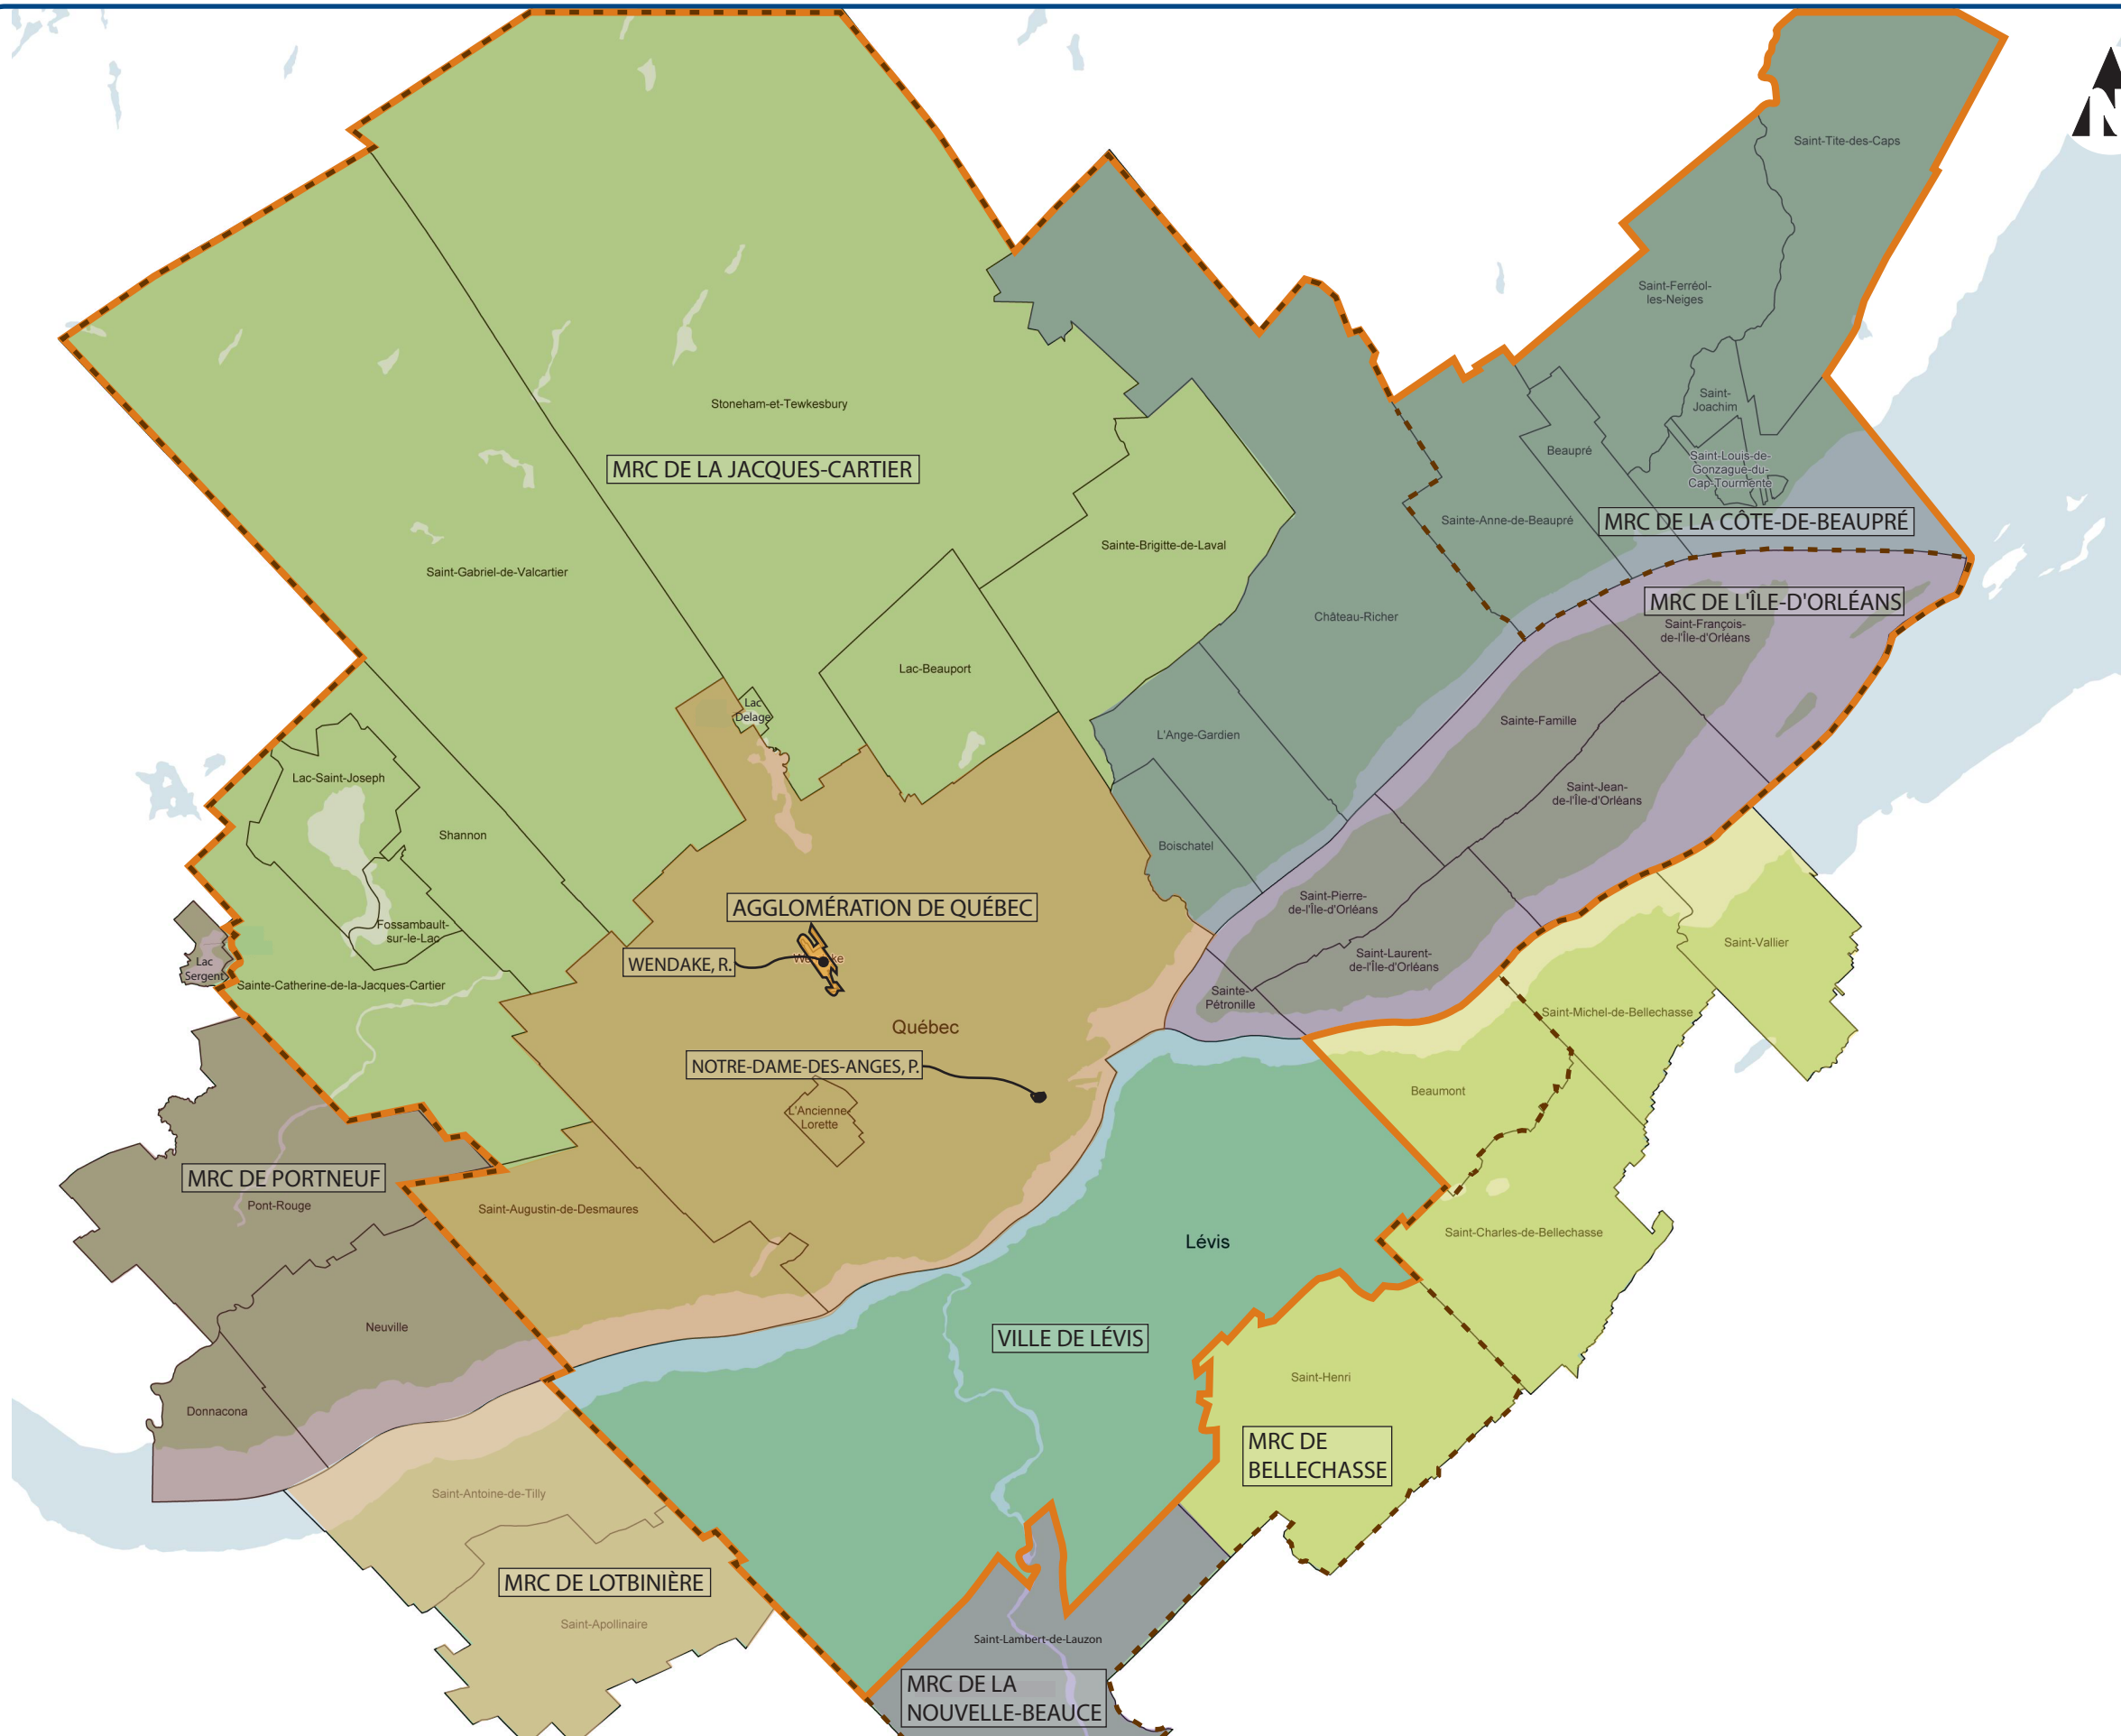 N
Saint-Tite-des-Caps
Saint-Ferréol-
les-Neiges
Saint-
Joachim
Stoneham-et-Tewkesbury
Beaupré
Saint-Louis-de-
Gonzague-du-
Cap-Tourmente
MRC DE LA JACQUES-CARTIER
Sainte-Anne-de-Beaupré
MRC DE LA CÔTE-DE-BEAUPRÉ
Sainte-Brigitte-de-Laval
Saint-Gabriel-de-Valcartier
MRC DE L'ÎLE-D'ORLÉANS
Château-Richer
Saint-François-
de-l'Île-d'Orléans
Lac-Beauport
Lac
Delage
Sainte-Famille
L'Ange-Gardien
Lac-Saint-Joseph
Saint-Jean-
de-l'Île-d'Orléans
Shannon
Boischatel
AGGLOMÉRATION DE QUÉBEC
Saint-Pierre-
de-l'Île-d'Orléans
Fossambault-
sur-le-Lac
Saint-Vallier
WENDAKE, R.
Wendake
Saint-Laurent-
de-l'Île-d'Orléans
Lac
Sergent
Sainte-Catherine-de-la-Jacques-Cartier
Sainte-
Pétronille
Saint-Michel-de-Bellechasse
Québec
NOTRE-DAME-DES-ANGES, P.
Beaumont
L'Ancienne-
Lorette
MRC DE PORTNEUF
Pont-Rouge
Saint-Augustin-de-Desmaures
Lévis
Saint-Charles-de-Bellechasse
Neuville
VILLE DE LÉVIS
Saint-Henri
Donnacona
MRC DE
BELLECHASSE
Saint-Antoine-de-Tilly
MRC DE LOTBINIÈRE
Saint-Apollinaire
Saint-Lambert-de-Lauzon
MRC DE LA
NOUVELLE-BEAUCE